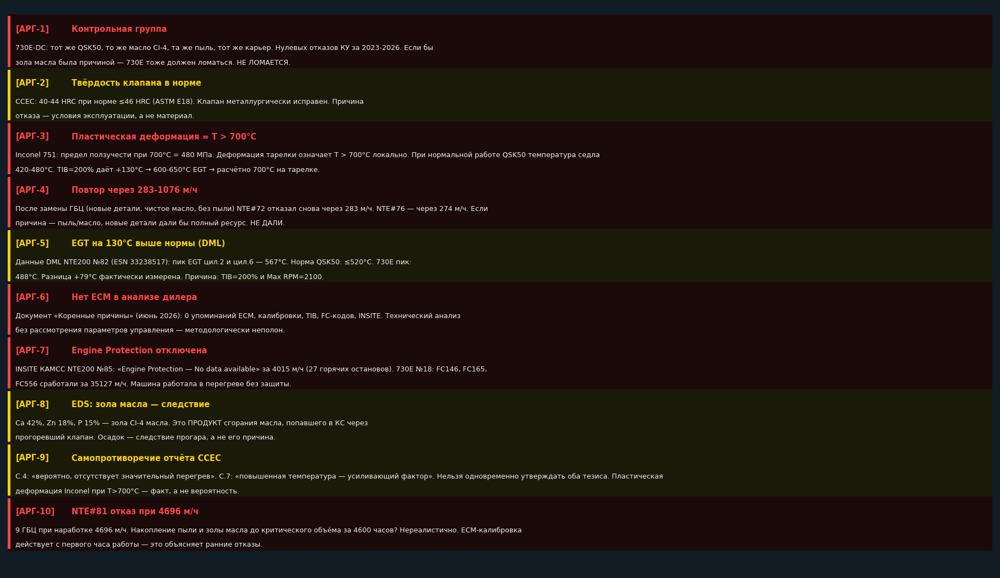 [АРГ-1] Контрольная группа
730E-DC: тот же QSK50, то же масло CI-4, та же пыль, тот же карьер. Нулевых отказов КУ за 2023-2026. Если бы
зола масла была причиной — 730E тоже должен ломаться. НЕ ЛОМАЕТСЯ.
[АРГ-2] Твёрдость клапана в норме
ССЕС: 40-44 HRC при норме ≤46 HRC (ASTM E18). Клапан металлургически исправен. Причина
отказа — условия эксплуатации, а не материал.
[АРГ-3] Пластическая деформация = T > 700°C
Inconel 751: предел ползучести при 700°C = 480 МПа. Деформация тарелки означает T > 700°C локально. При нормальной работе QSK50 температура седла
420-480°C. TIB=200% даёт +130°C → 600-650°C EGT → расчётно 700°C на тарелке.
[АРГ-4] Повтор через 283-1076 м/ч
После замены ГБЦ (новые детали, чистое масло, без пыли) NTE#72 отказал снова через 283 м/ч. NTE#76 — через 274 м/ч. Если
причина — пыль/масло, новые детали дали бы полный ресурс. НЕ ДАЛИ.
[АРГ-5] EGT на 130°C выше нормы (DML)
Данные DML NTE200 №82 (ESN 33238517): пик EGT цил.2 и цил.6 — 567°C. Норма QSK50: ≤520°C. 730E пик:
488°C. Разница +79°C фактически измерена. Причина: TIB=200% и Max RPM=2100.
[АРГ-6] Нет ECM в анализе дилера
Документ «Коренные причины» (июнь 2026): 0 упоминаний ECM, калибровки, TIB, FC-кодов, INSITE. Технический анализ
без рассмотрения параметров управления — методологически неполон.
[АРГ-7] Engine Protection отключена
INSITE КАМСС NTE200 №85: «Engine Protection — No data available» за 4015 м/ч (27 горячих остановов). 730E №18: FC146, FC165,
FC556 сработали за 35127 м/ч. Машина работала в перегреве без защиты.
[АРГ-8] EDS: зола масла — следствие
Ca 42%, Zn 18%, P 15% — зола CI-4 масла. Это ПРОДУКТ сгорания масла, попавшего в КС через
прогоревший клапан. Осадок — следствие прогара, а не его причина.
[АРГ-9] Самопротиворечие отчёта CCEC
С.4: «вероятно, отсутствует значительный перегрев». С.7: «повышенная температура — усиливающий фактор». Нельзя одновременно утверждать оба тезиса. Пластическая
деформация Inconel при T>700°C — факт, а не вероятность.
[АРГ-10] NTE#81 отказ при 4696 м/ч
9 ГБЦ при наработке 4696 м/ч. Накопление пыли и золы масла до критического объёма за 4600 часов? Нереалистично. ECM-калибровка
действует с первого часа работы — это объясняет ранние отказы.